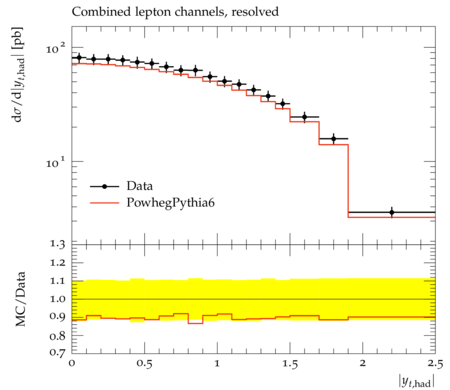 Combined lepton channels, resolved
dσ/d|y_{t,had}| [pb]
10^2
10^1
Data
PowhegPythia6
MC/Data
1.3
1.2
1.1
1.0
0.9
0.8
0.7
0 0.5 1 1.5 2 2.5
|y_{t,had}|